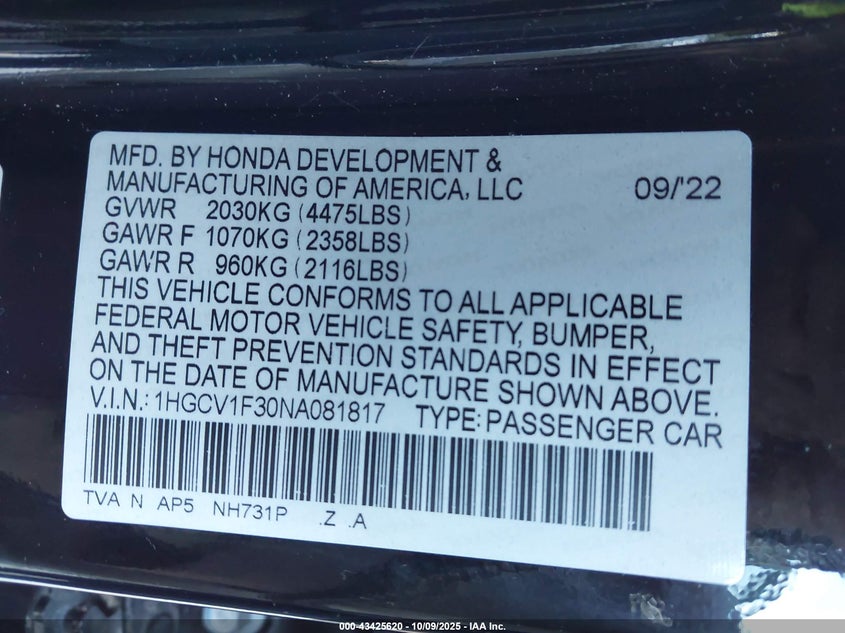 MFD. BY HONDA DEVELOPMENT &
MANUFACTURING OF AMERICA, LLC 09/'22
GVWR 2030KG (4475LBS)
GAWR F 1070KG (2358LBS)
GAWR R 960KG (2116LBS)
THIS VEHICLE CONFORMS TO ALL APPLICABLE
FEDERAL MOTOR VEHICLE SAFETY, BUMPER,
AND THEFT PREVENTION STANDARDS IN EFFECT
ON THE DATE OF MANUFACTURE SHOWN ABOVE.
V.I.N.: 1HGCV1F30NA081817 TYPE: PASSENGER CAR
TVA N AP5 NH731P .Z .A
000-43425620 - 10/09/2025 - IAA Inc.